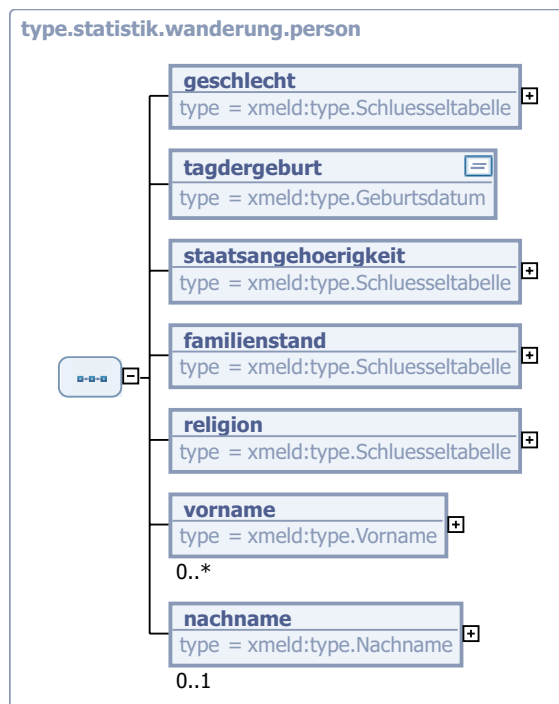 type.statistik.wanderung.person
geschlecht
type = xmeld:type.Schluesseltabelle
tagdergeburt
type = xmeld:type.Geburtsdatum
staatsangehoerigkeit
type = xmeld:type.Schluesseltabelle
familienstand
type = xmeld:type.Schluesseltabelle
religion
type = xmeld:type.Schluesseltabelle
vorname
type = xmeld:type.Vorname
0..*
nachname
type = xmeld:type.Nachname
0..1